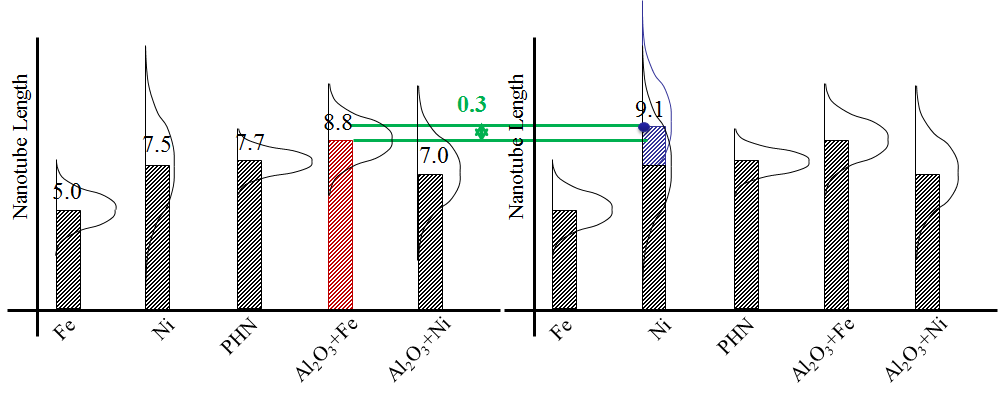 Nanotube Length
5.0
7.5
7.7
8.8
7.0
0.3
Fe
Ni
PHN
Al₂O₃+Fe
Al₂O₃+Ni
Nanotube Length
9.1
Fe
Ni
PHN
Al₂O₃+Fe
Al₂O₃+Ni